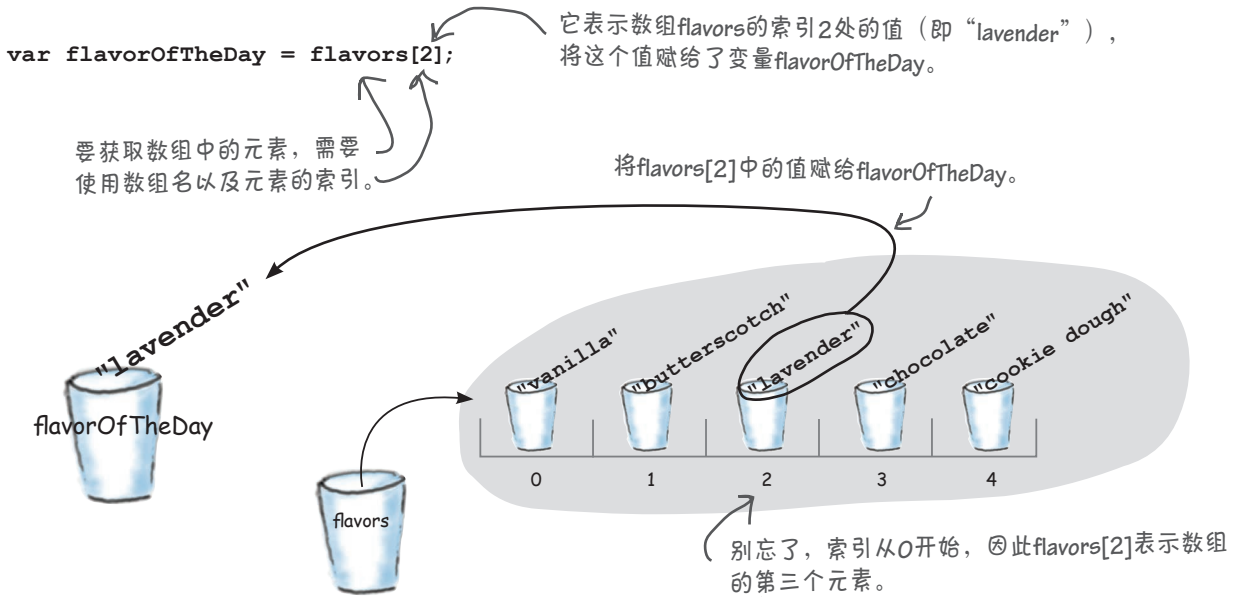 它表示数组flavors的索引2处的值（即“lavender”），
将这个值赋给了变量flavorOfTheDay。
var flavorOfTheDay = flavors[2];
要获取数组中的元素，需要
使用数组名以及元素的索引。
将flavors[2]中的值赋给flavorOfTheDay。
"lavender"
flavorOfTheDay
"vanilla"
"butterscotch"
"lavender"
"chocolate"
"cookie dough"
0 1 2 3 4
flavors
别忘了，索引从0开始，因此flavors[2]表示数组
的第三个元素。